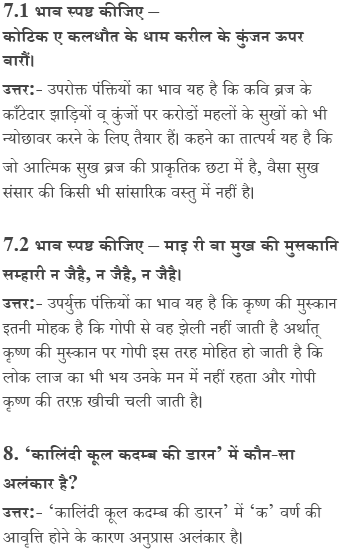 7.1 भाव स्पष्ट कीजिए –
कोटिक ए कलधौत के धाम करील के कुंजन ऊपर
वारौं।
उत्तर:- उपरोक्त पंक्तियों का भाव यह है कि कवि ब्रज के
काँटेदार झाड़ियों व् कुंजों पर करोडों महलों के सुखों को भी
न्योछावर करने के लिए तैयार हैं। कहने का तात्पर्य यह है कि
जो आत्मिक सुख ब्रज की प्राकृतिक छटा में है, वैसा सुख
संसार की किसी भी सांसारिक वस्तु में नहीं है।
7.2 भाव स्पष्ट कीजिए – माइ री वा मुख की मुसकानि
सम्हारी न जैहै, न जैहै, न जैहै।
उत्तर:- उपर्युक्त पंक्तियों का भाव यह है कि कृष्ण की मुस्कान
इतनी मोहक है कि गोपी से वह झेली नहीं जाती है अर्थात्
कृष्ण की मुस्कान पर गोपी इस तरह मोहित हो जाती है कि
लोक लाज का भी भय उनके मन में नहीं रहता और गोपी
कृष्ण की तरफ़ खीची चली जाती है।
8. ‘कालिंदी कूल कदम्ब की डारन’ में कौन-सा
अलंकार है?
उत्तर:- ‘कालिंदी कूल कदम्ब की डारन’ में ‘क’ वर्ण की
आवृत्ति होने के कारण अनुप्रास अलंकार है।